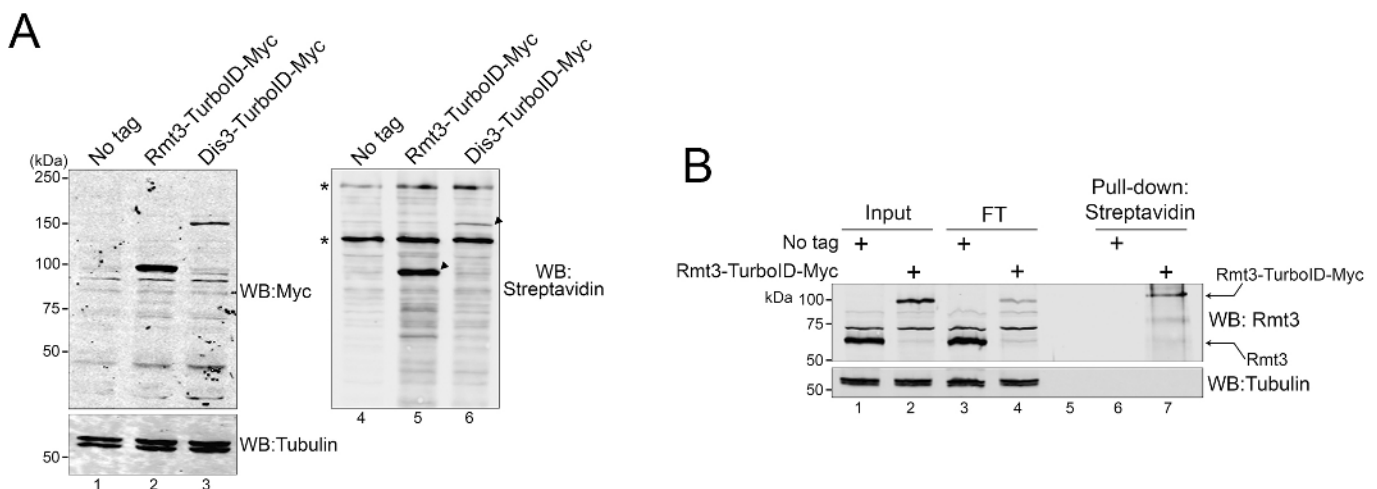 A
No tag
Rmt3-TurboID-Myc
Dis3-TurboID-Myc
(kDa)
250
150
100
75
50
WB:Myc
50
WB:Tubulin
1 2 3
No tag
Rmt3-TurboID-Myc
Dis3-TurboID-Myc
*
*
WB:
Streptavidin
4 5 6
B
Pull-down:
Streptavidin
Input FT
No tag + + +
Rmt3-TurboID-Myc + + +
kDa 100
75
50
Rmt3-TurboID-Myc
WB: Rmt3
Rmt3
50
WB:Tubulin
1 2 3 4 5 6 7